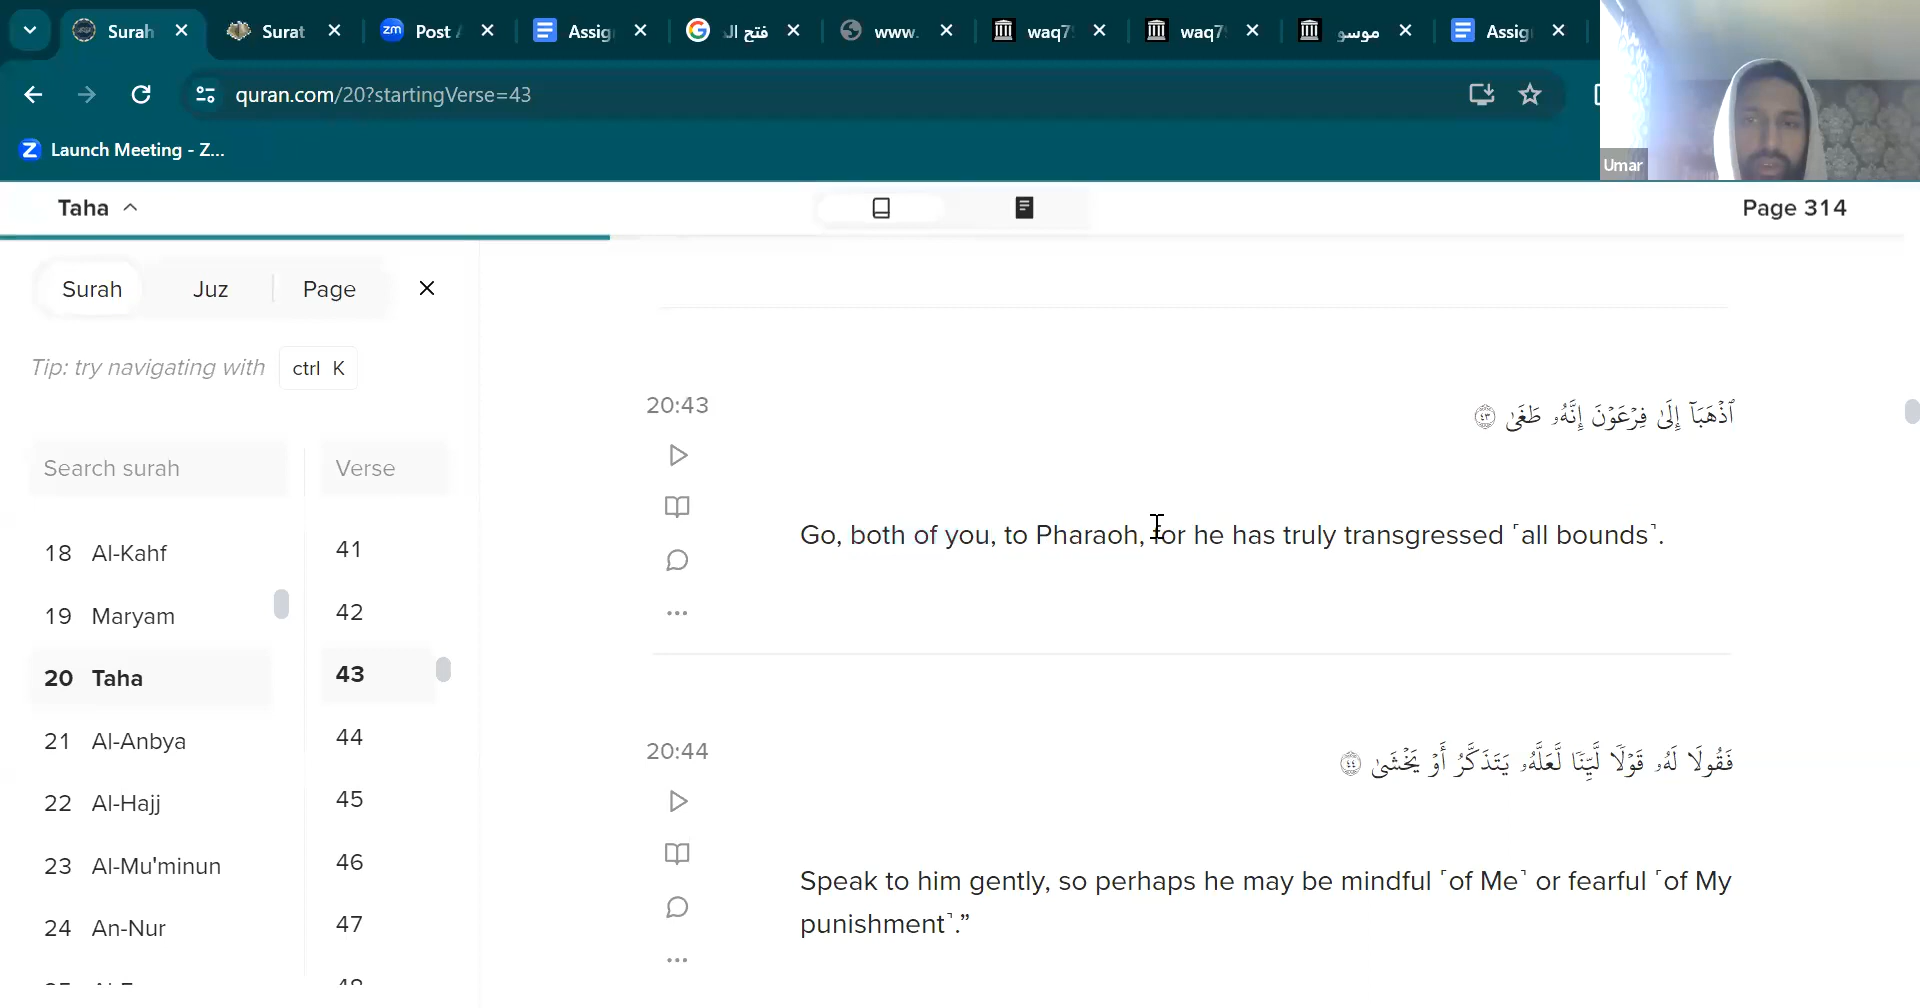 Surah
Surat
Post
Assig
فتح الـ
www.
waq7
waq7
موسو
Assig
quran.com/20?startingVerse=43
Launch Meeting - Z...
Umar
Taha
Page 314
Surah
Juz
Page
Tip: try navigating with ctrl K
Search surah
Verse
18 Al-Kahf
19 Maryam
20 Taha
21 Al-Anbya
22 Al-Hajj
23 Al-Mu'minun
24 An-Nur
41
42
43
44
45
46
47
20:43
ٱذْهَبَآ إِلَىٰ فِرْعَوْنَ إِنَّهُۥ طَغَىٰ ٤٣
Go, both of you, to Pharaoh, for he has truly transgressed ˹all bounds˺.
20:44
فَقُولَا لَهُۥ قَوْلًا لَّيِّنًا لَّعَلَّهُۥ يَتَذَكَّرُ أَوْ يَخْشَىٰ ٤٤
Speak to him gently, so perhaps he may be mindful ˹of Me˺ or fearful ˹of My
punishment˺.”